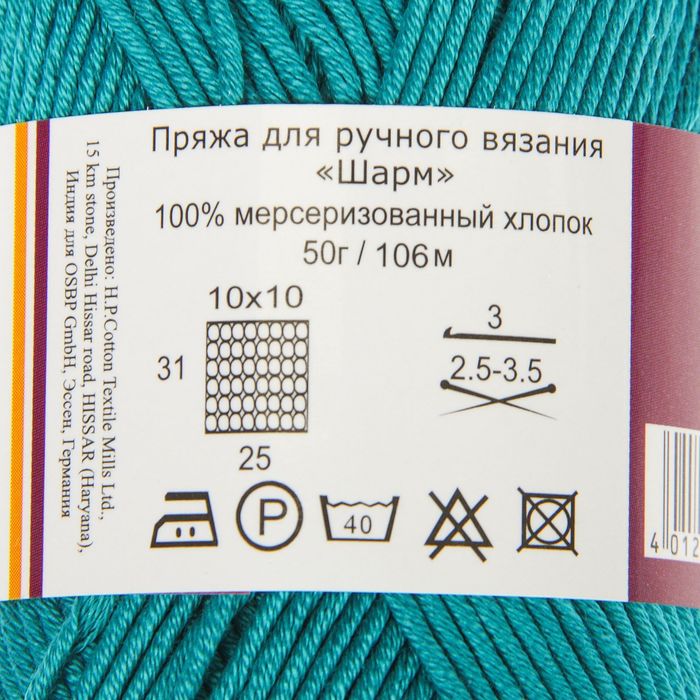 Пряжа для ручного вязания
«Шарм»
100% мерсеризованный хлопок
50г / 106м
10x10
31
25
3
2.5-3.5
P
40
Произведено: H.P.Cotton Textile Mills Ltd.,
15 km stone, Delhi Hissar road, HISSAR (Haryana),
Индия для OSBP GmbH, Эссен, Германия
4 012